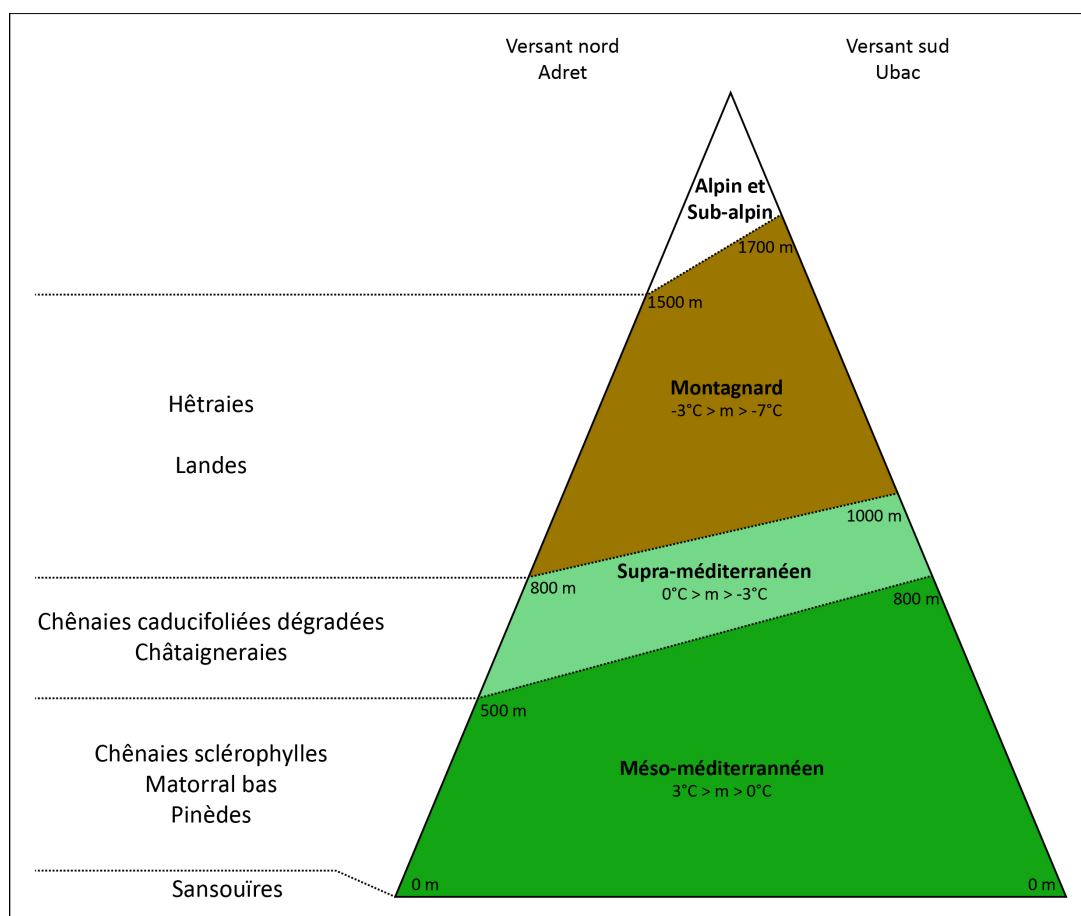 Versant nord
Adret
Versant sud
Ubac
Alpin et
Sub-alpin
1700 m
1500 m
Hêtraies
Landes
Montagnard
-3°C > m > -7°C
1000 m
800 m
Supra-méditerranéen
0°C > m > -3°C
800 m
Chênaies caducifoliées dégradées
Châtaigneraies
500 m
Chênaies sclérophylles
Matorral bas
Pinèdes
Méso-méditerrannéen
3°C > m > 0°C
Sansouïres
0 m
0 m